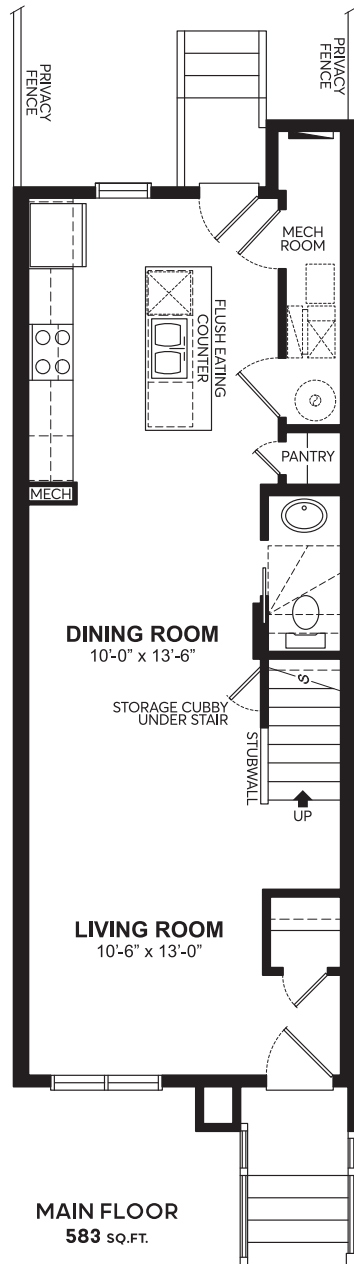 PRIVACY
FENCE
PRIVACY
FENCE
MECH
ROOM
FLUSH EATING
COUNTER
PANTRY
MECH
DINING ROOM
10'-0" x 13'-6"
STORAGE CUBBY
UNDER STAIR
S
STUBWALL
UP
LIVING ROOM
10'-6" x 13'-0"
MAIN FLOOR
583 SQ.FT.